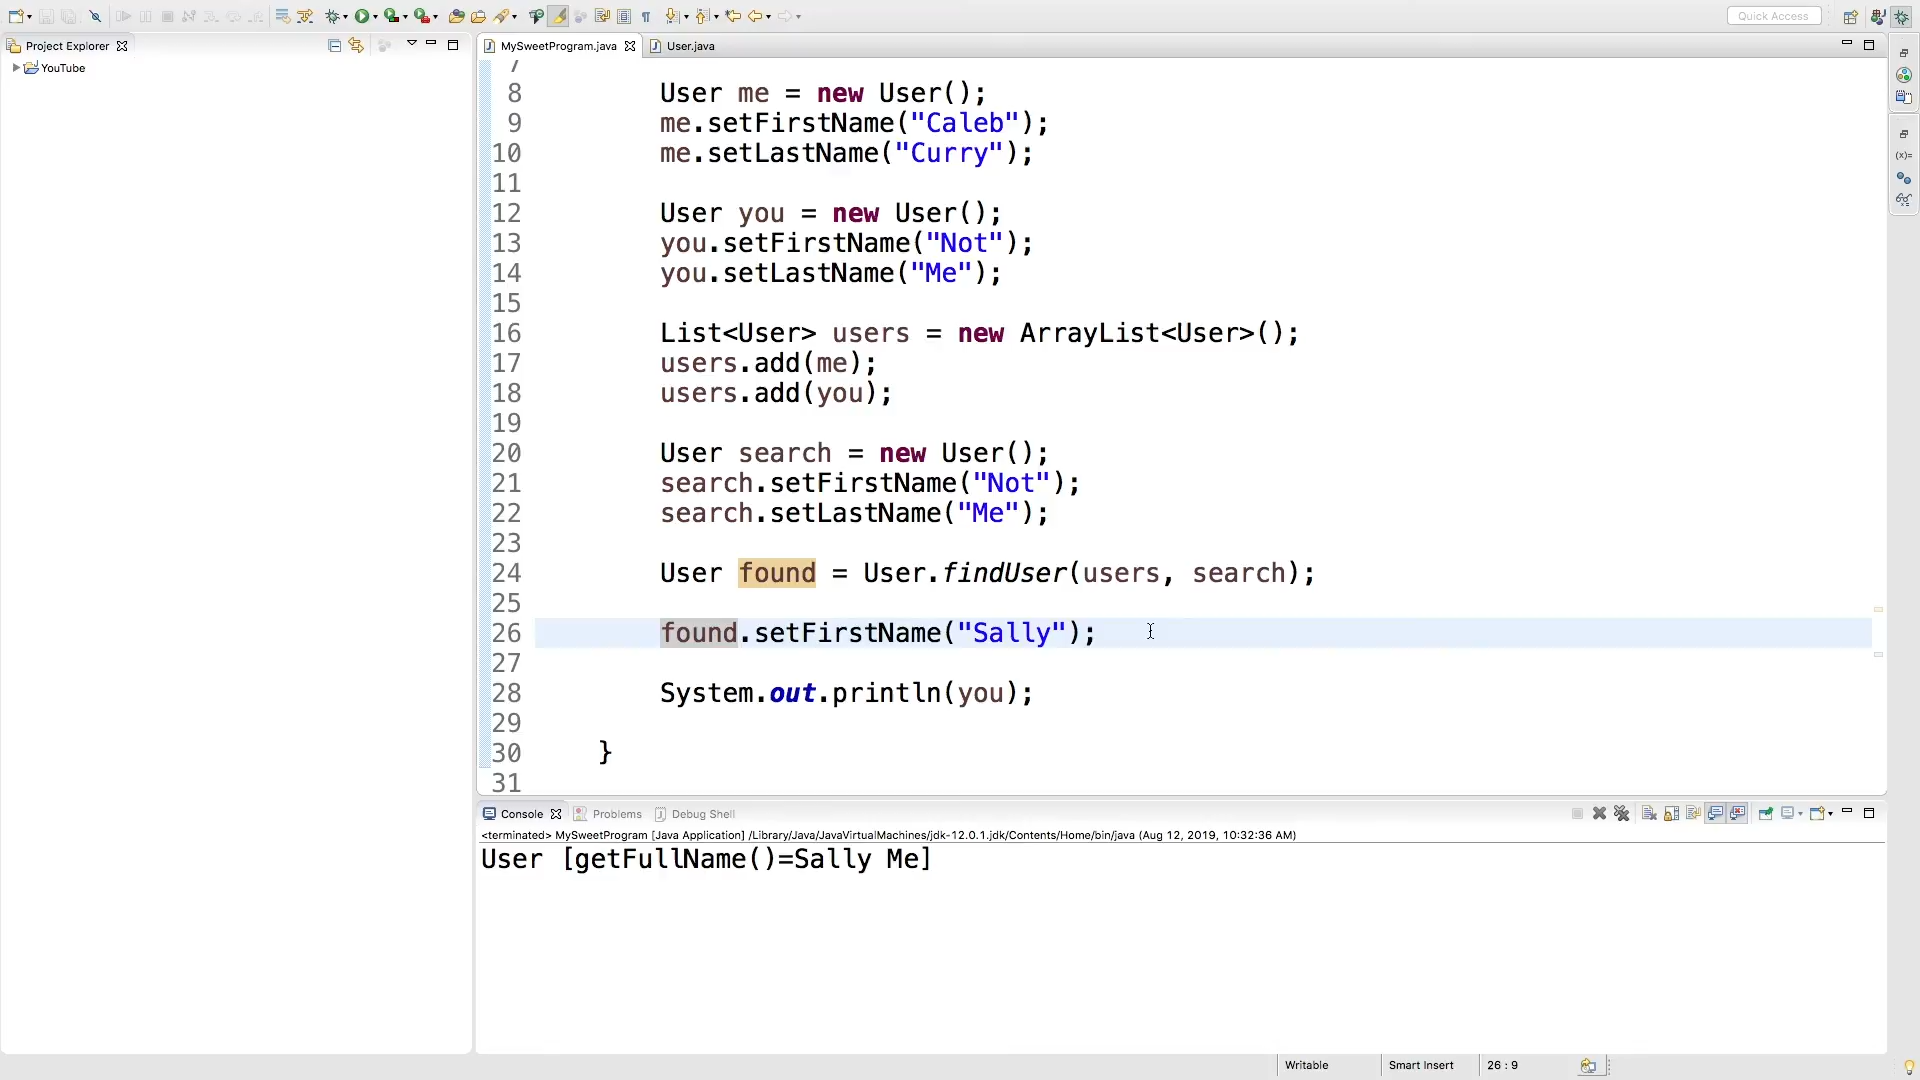 Quick Access
Project Explorer
YouTube
MySweetProgram.java
User.java
7
8 User me = new User();
9 me.setFirstName("Caleb");
10 me.setLastName("Curry");
11
12 User you = new User();
13 you.setFirstName("Not");
14 you.setLastName("Me");
15
16 List<User> users = new ArrayList<User>();
17 users.add(me);
18 users.add(you);
19
20 User search = new User();
21 search.setFirstName("Not");
22 search.setLastName("Me");
23
24 User found = User.findUser(users, search);
25
26 found.setFirstName("Sally");
27
28 System.out.println(you);
29
30 }
31
Console
Problems
Debug Shell
<terminated> MySweetProgram [Java Application] /Library/Java/JavaVirtualMachines/jdk-12.0.1.jdk/Contents/Home/bin/java (Aug 12, 2019, 10:32:36 AM)
User [getFullName()=Sally Me]
Writable
Smart Insert
26 : 9